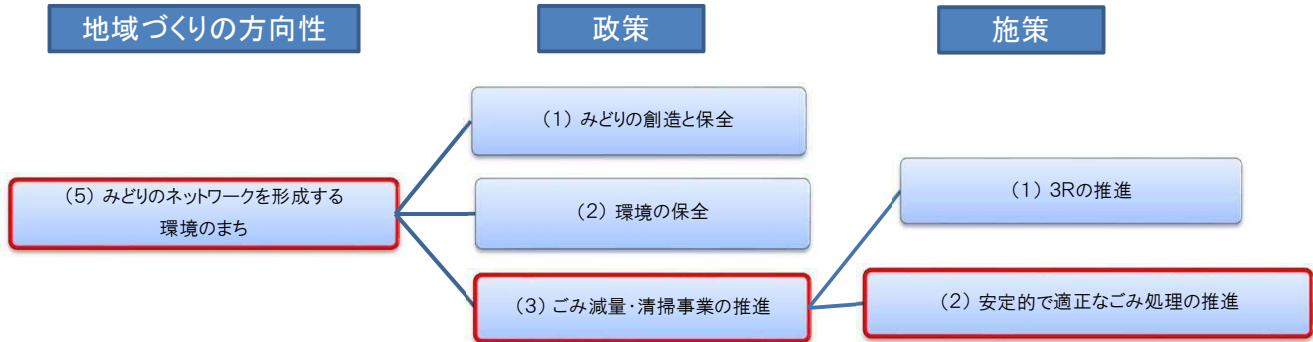 地域づくりの方向性
政策
施策
(1) みどりの創造と保全
(5) みどりのネットワークを形成する
環境のまち
(2) 環境の保全
(3) ごみ減量・清掃事業の推進
(1) 3Rの推進
(2) 安定的で適正なごみ処理の推進